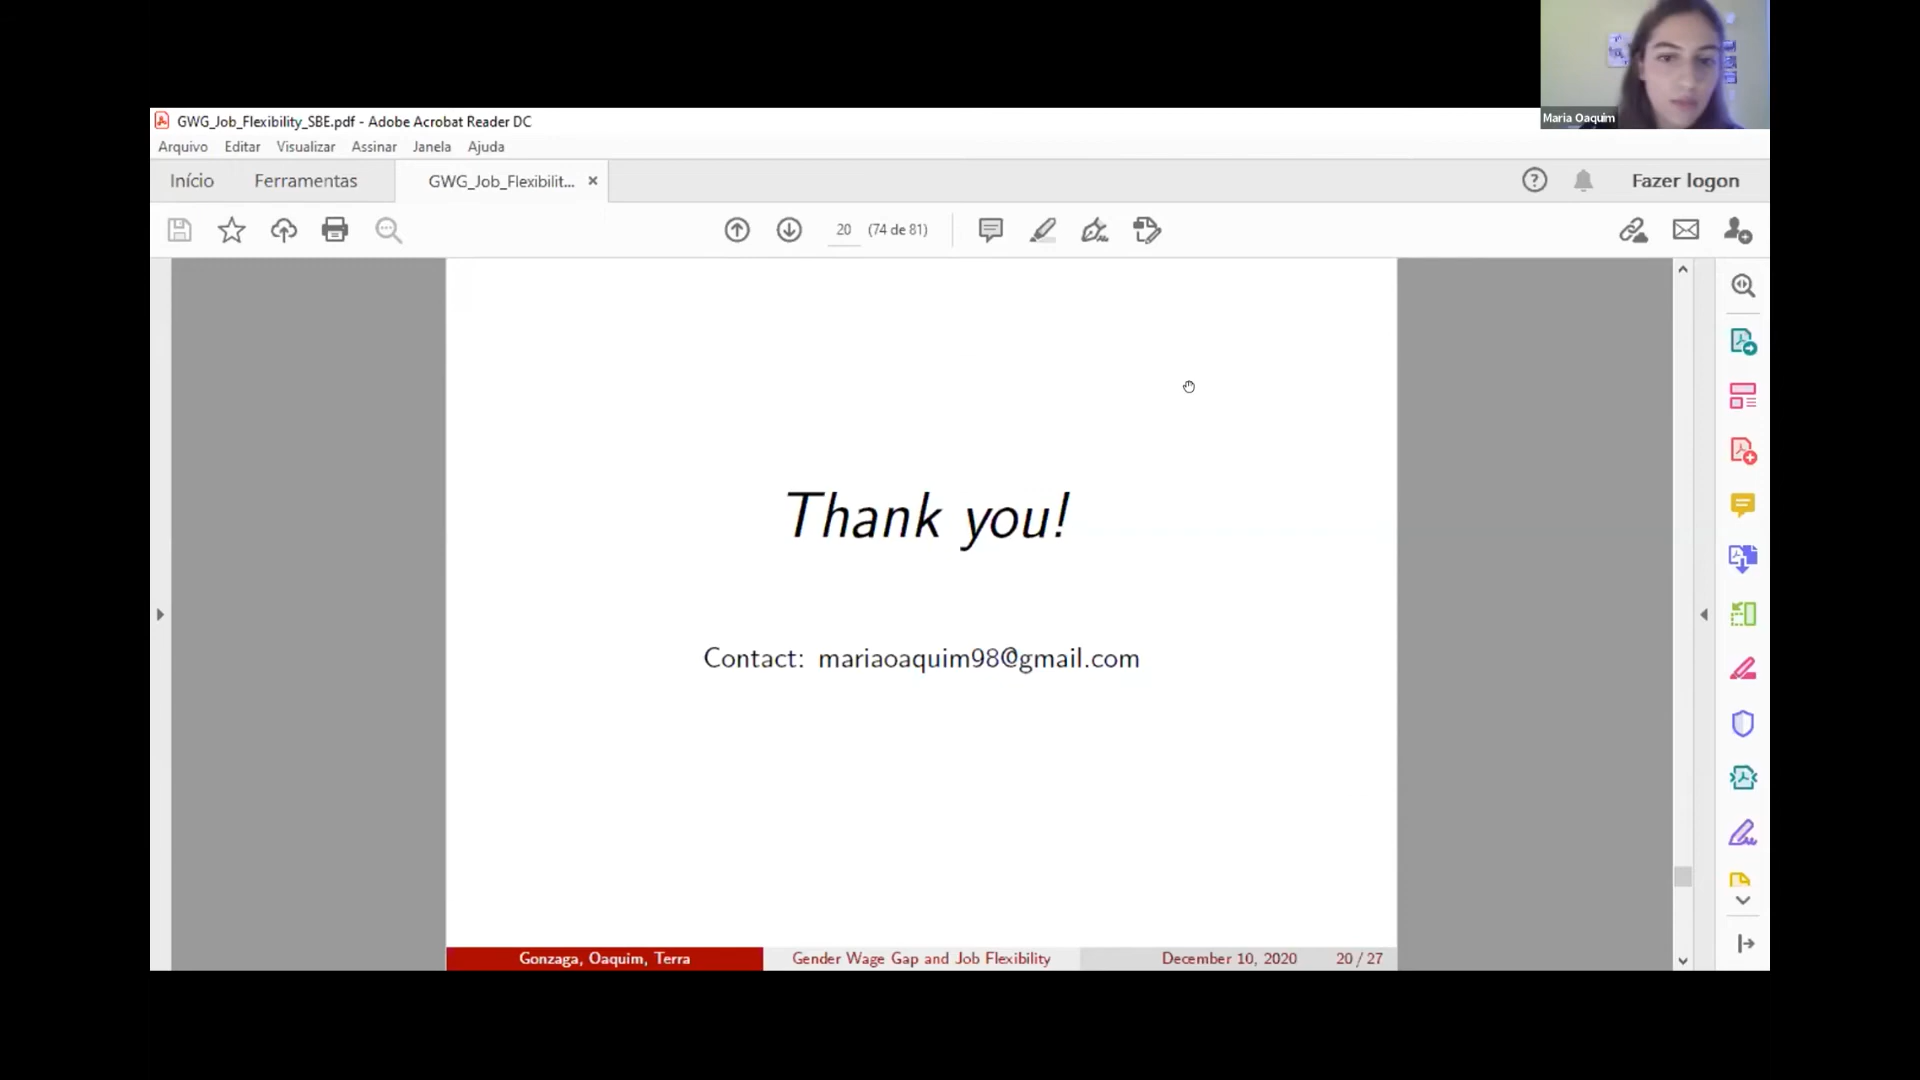 Maria Oaquim
GWG_Job_Flexibility_SBE.pdf - Adobe Acrobat Reader DC
Arquivo Editar Visualizar Assinar Janela Ajuda
Início Ferramentas GWG_Job_Flexibilit... × Fazer logon
20 (74 de 81)
Thank you!
Contact: mariaoaquim98@gmail.com
Gonzaga, Oaquim, Terra Gender Wage Gap and Job Flexibility December 10, 2020 20 / 27